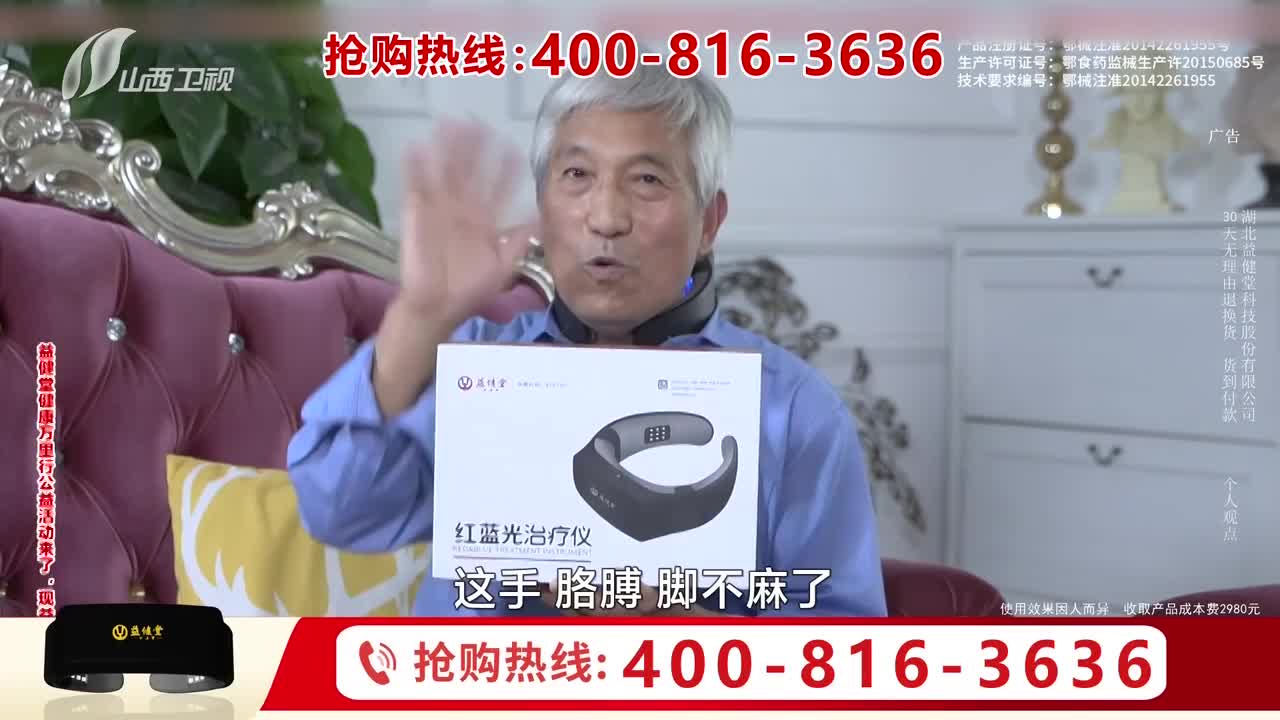 山西卫视
抢购热线:400-816-3636
产品注册证号：鄂械注准20142261955号
生产许可证号：鄂食药监械生产许20150685号
技术要求编号：鄂械注准20142261955
广告
湖北益健堂科技股份有限公司
30天无理由退换货 货到付款
个人观点
益健堂健康万里行公益活动来了，现
益健堂
红蓝光治疗仪
RED&BLUE TREATMENT INSTRUMENT
益健堂
这手 胳膊 脚不麻了
使用效果因人而异 收取产品成本费2980元
益健堂
抢购热线:400-816-3636